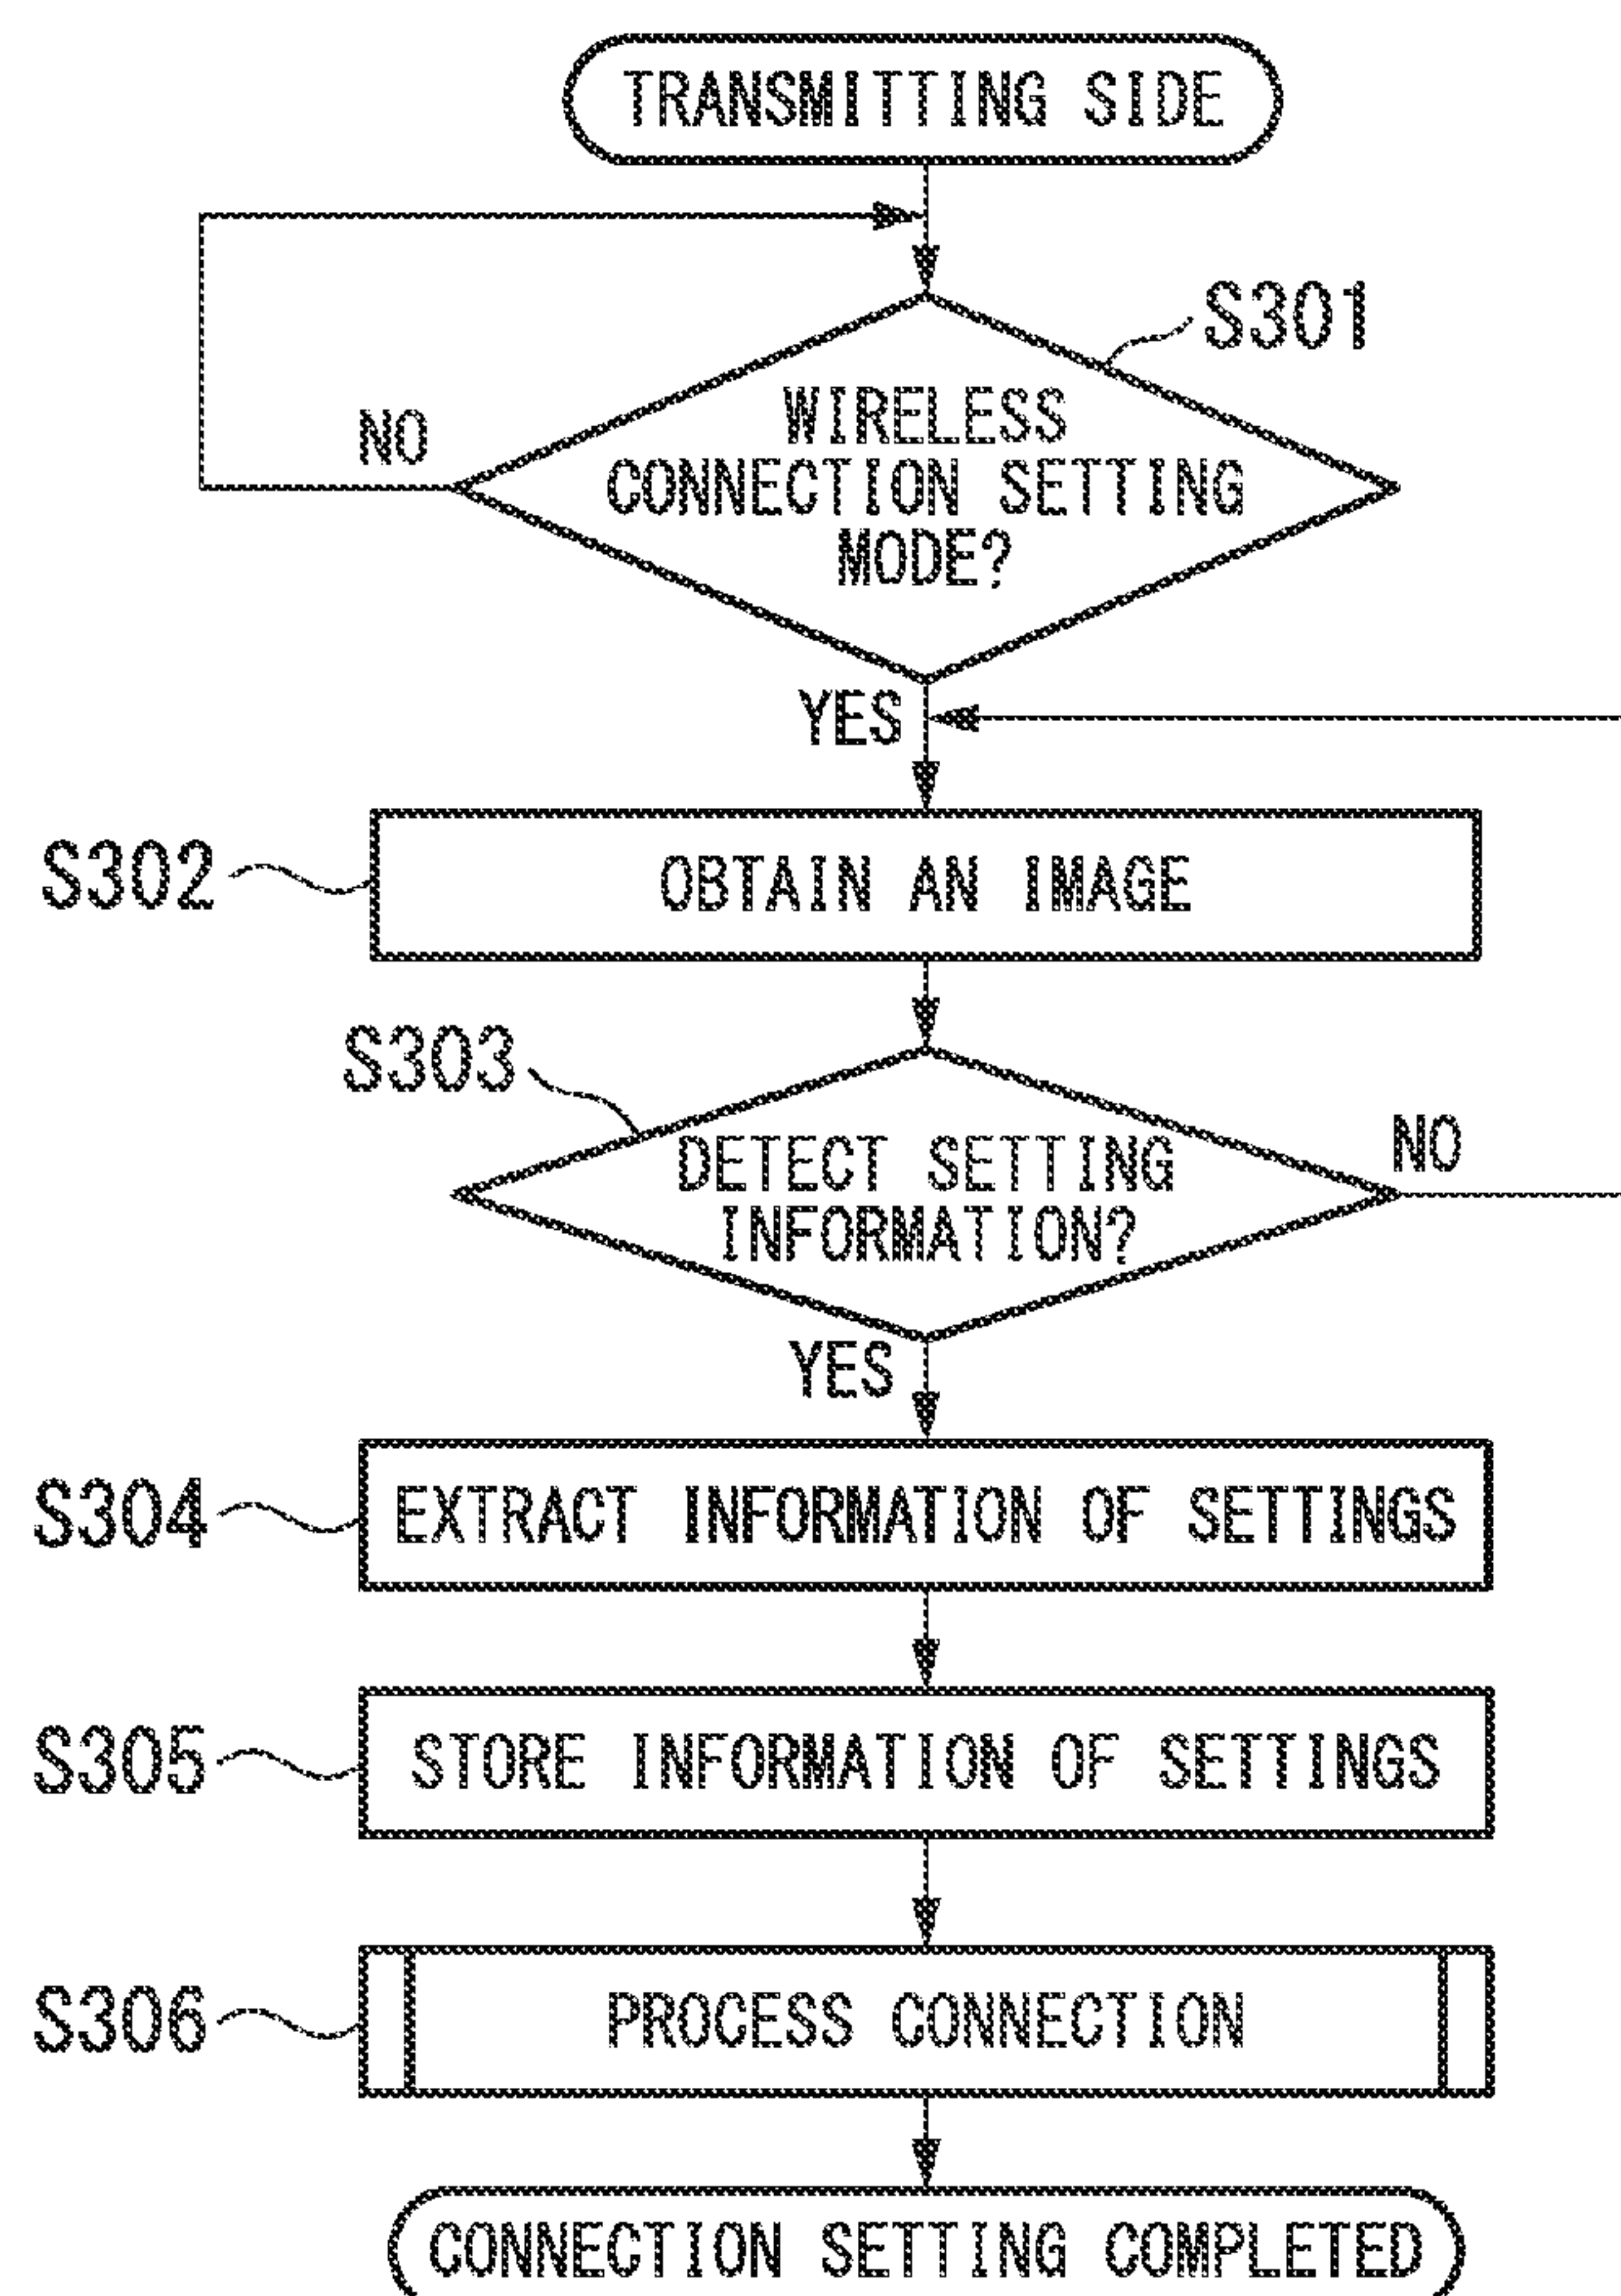 TRANSMITTING SIDE
S301
WIRELESS
CONNECTION SETTING
MODE?
NO
YES
S302
OBTAIN AN IMAGE
S303
DETECT SETTING
INFORMATION?
NO
YES
S304
EXTRACT INFORMATION OF SETTINGS
S305
STORE INFORMATION OF SETTINGS
S306
PROCESS CONNECTION
CONNECTION SETTING COMPLETED